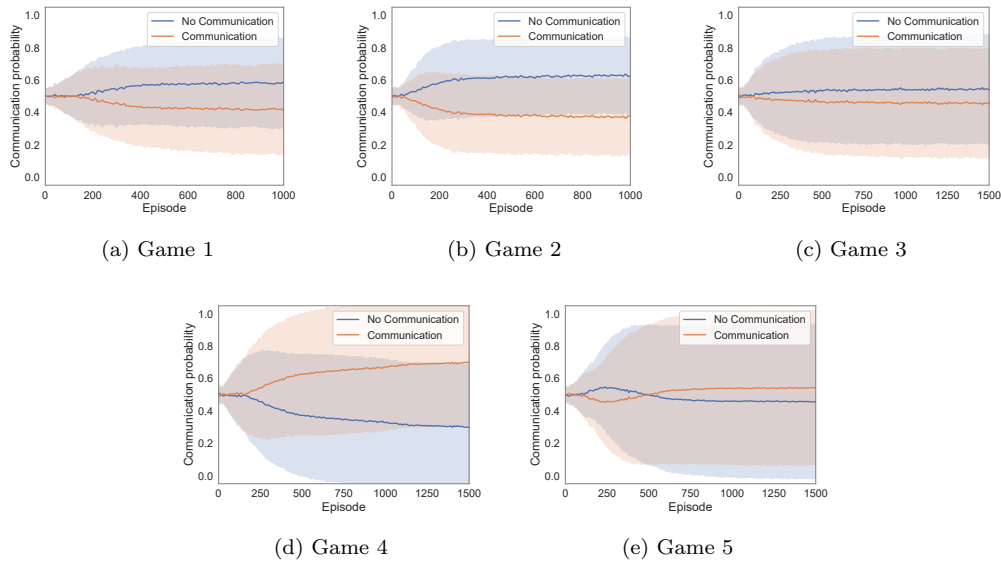 No Communication
Communication
Communication probability
1.0
0.8
0.6
0.4
0.2
0.0
0 200 400 600 800 1000
Episode
(a) Game 1
No Communication
Communication
Communication probability
1.0
0.8
0.6
0.4
0.2
0.0
0 200 400 600 800 1000
Episode
(b) Game 2
No Communication
Communication
Communication probability
1.0
0.8
0.6
0.4
0.2
0.0
0 250 500 750 1000 1250 1500
Episode
(c) Game 3
No Communication
Communication
Communication probability
1.0
0.8
0.6
0.4
0.2
0.0
0 250 500 750 1000 1250 1500
Episode
(d) Game 4
No Communication
Communication
Communication probability
1.0
0.8
0.6
0.4
0.2
0.0
0 250 500 750 1000 1250 1500
Episode
(e) Game 5